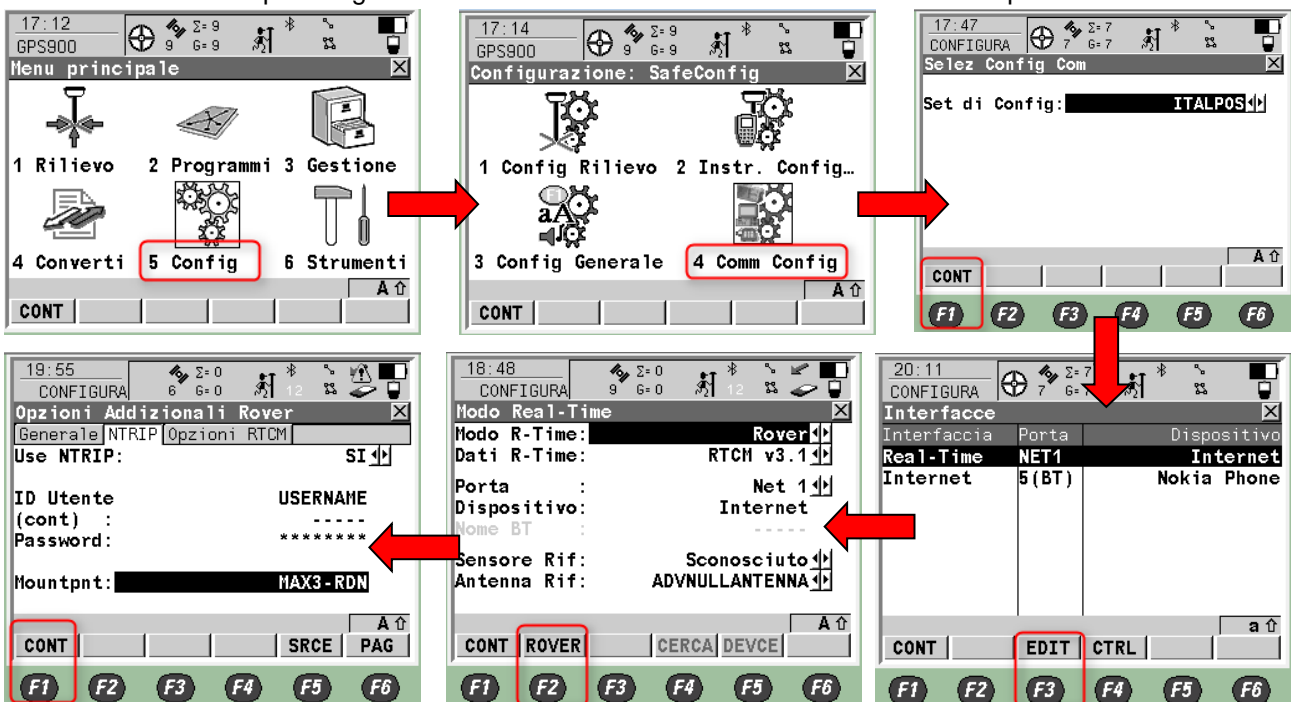 17:12
GPS900
9
Σ= 9
G= 9
Menu principale
1 Rilievo
2 Programmi
3 Gestione
4 Converti
5 Config
6 Strumenti
A
CONT
17:14
GPS900
9
Σ= 9
G= 9
Configurazione: SafeConfig
F1
aA
1 Config Rilievo
2 Instr. Config…
3 Config Generale
4 Comm Config
A
CONT
17:47
CONFIGURA
7
Σ= 7
G= 7
Selez Config Com
Set di Config: ITALPOS
A
CONT
F1 F2 F3 F4 F5 F6
19:55
CONFIGURA
6
Σ= 0
G= 0
12
Opzioni Addizionali Rover
Generale NTRIP Opzioni RTCM
Use NTRIP: SI
ID Utente USERNAME
(cont) : -----
Password: ********
Mountpnt: MAX3-RDN
A
CONT SRCE PAG
F1 F2 F3 F4 F5 F6
18:48
CONFIGURA
9
Σ= 0
G= 0
12
Modo Real-Time
Modo R-Time: Rover
Dati R-Time: RTCM v3.1
Porta : Net 1
Dispositivo: Internet
Nome BT : -----
Sensore Rif: Sconosciuto
Antenna Rif: ADVNULLANTENNA
A
CONT ROVER CERCA DEVCE
F1 F2 F3 F4 F5 F6
20:11
CONFIGURA
7
Σ= 7
G= 7
Interfacce
Interfaccia Porta Dispositivo
Real-Time NET1 Internet
Internet 5(BT) Nokia Phone
a
CONT EDIT CTRL
F1 F2 F3 F4 F5 F6